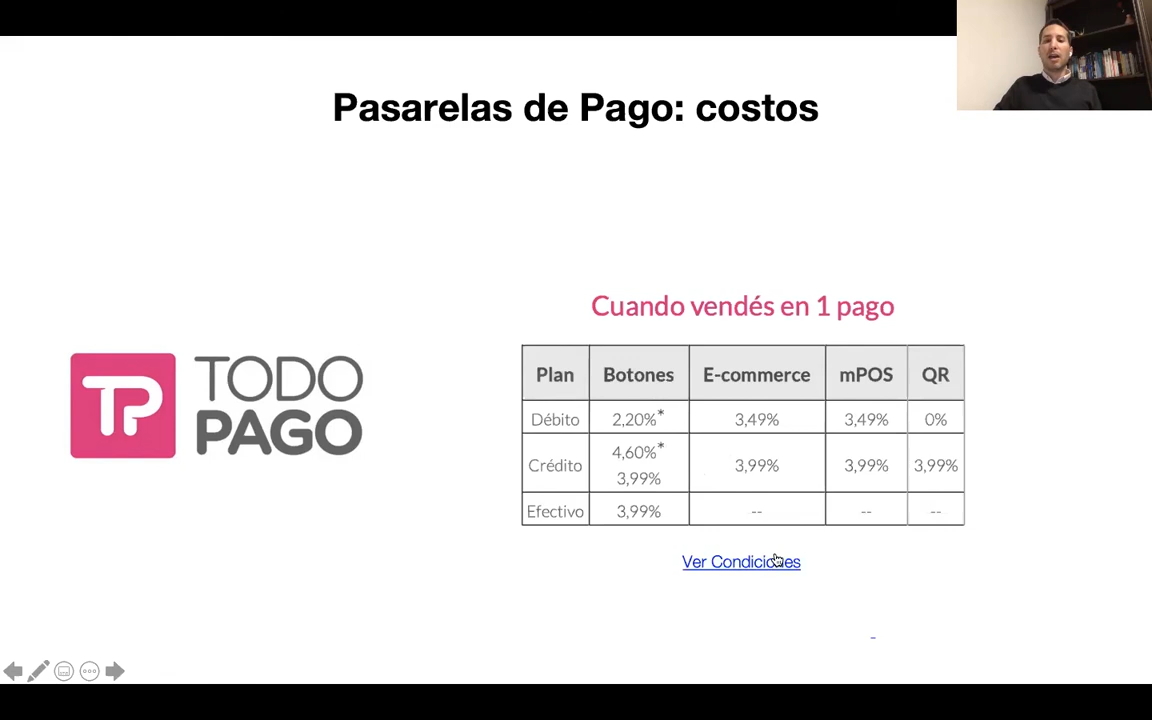 Pasarelas de Pago: costos
TODO
PAGO
TP
Cuando vendés en 1 pago
Plan Botones E-commerce mPOS QR
Débito 2,20%* 3,49% 3,49% 0%
Crédito 4,60%* 3,99% 3,99% 3,99% 3,99%
Efectivo 3,99% -- -- --
Ver Condiciones